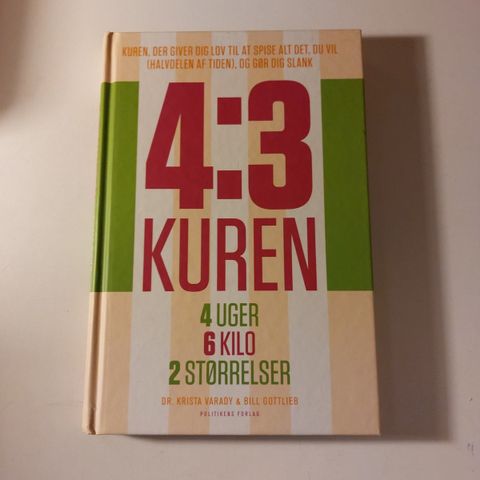 KUREN, DER GIVER DIG LOV TIL AT SPISE ALT DET, DU VIL
(HALVDELEN AF TIDEN), OG GØR DIG SLANK
4:3
KUREN
4 UGER
6 KILO
2 STØRRELSER
DR. KRISTA VARADY & BILL GOTTLIEB
POLITIKENS FORLAG